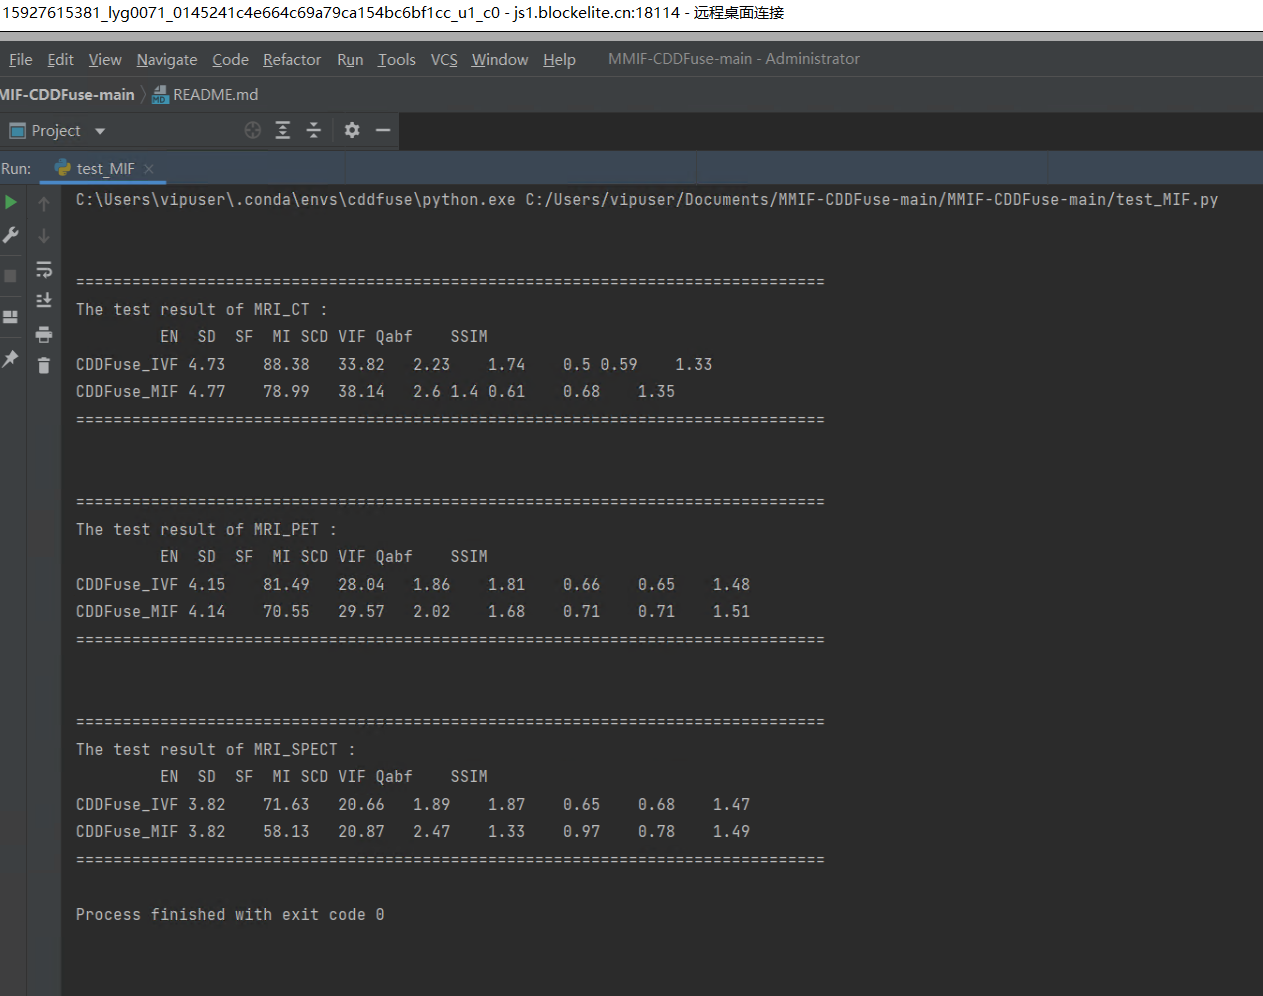 15927615381_lyg0071_0145241c4e664c69a79ca154bc6bf1cc_u1_c0 - js1.blockelite.cn:18114 - 远程桌面连接
File Edit View Navigate Code Refactor Run Tools VCS Window Help MMIF-CDDFuse-main - Administrator
MIF-CDDFuse-main README.md
Project
Run: test_MIF
C:\Users\vipuser\.conda\envs\cddfuse\python.exe C:/Users/vipuser/Documents/MMIF-CDDFuse-main/MMIF-CDDFuse-main/test_MIF.py
================================================================================
The test result of MRI_CT :
EN SD SF MI SCD VIF Qabf SSIM
CDDFuse_IVF 4.73 88.38 33.82 2.23 1.74 0.5 0.59 1.33
CDDFuse_MIF 4.77 78.99 38.14 2.6 1.4 0.61 0.68 1.35
================================================================================
================================================================================
The test result of MRI_PET :
EN SD SF MI SCD VIF Qabf SSIM
CDDFuse_IVF 4.15 81.49 28.04 1.86 1.81 0.66 0.65 1.48
CDDFuse_MIF 4.14 70.55 29.57 2.02 1.68 0.71 0.71 1.51
================================================================================
================================================================================
The test result of MRI_SPECT :
EN SD SF MI SCD VIF Qabf SSIM
CDDFuse_IVF 3.82 71.63 20.66 1.89 1.87 0.65 0.68 1.47
CDDFuse_MIF 3.82 58.13 20.87 2.47 1.33 0.97 0.78 1.49
================================================================================
Process finished with exit code 0